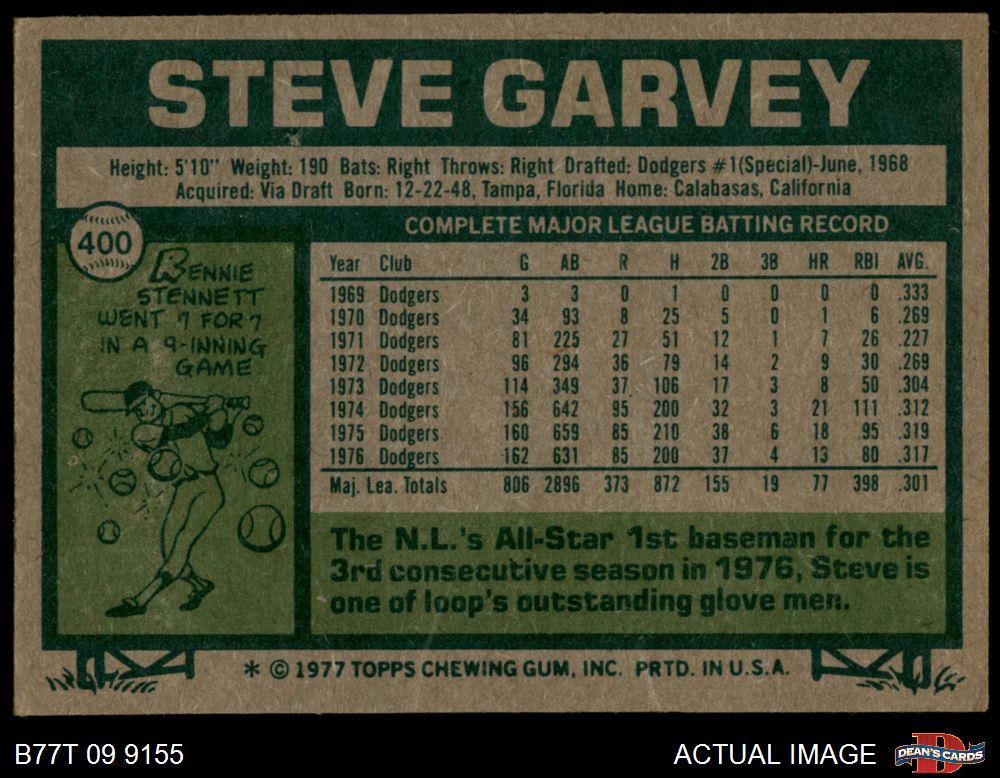 STEVE GARVEY
Height: 5'10" Weight: 190 Bats: Right Throws: Right Drafted: Dodgers #1(Special)-June, 1968
Acquired: Via Draft Born: 12-22-48, Tampa, Florida Home: Calabasas, California
400
RENNIE
STENNETT
WENT 7 FOR 7
IN A 9-INNING
GAME
COMPLETE MAJOR LEAGUE BATTING RECORD
Year Club G AB R H 2B 3B HR RBI AVG.
1969 Dodgers 3 3 0 1 0 0 0 0 .333
1970 Dodgers 34 93 8 25 5 0 1 6 .269
1971 Dodgers 81 225 27 51 12 1 7 26 .227
1972 Dodgers 96 294 36 79 14 2 9 30 .269
1973 Dodgers 114 349 37 106 17 3 8 50 .304
1974 Dodgers 156 642 95 200 32 3 21 111 .312
1975 Dodgers 160 659 85 210 38 6 18 95 .319
1976 Dodgers 162 631 85 200 37 4 13 80 .317
Maj. Lea. Totals 806 2896 373 872 155 19 77 398 .301
The N.L.'s All-Star 1st baseman for the
3rd consecutive season in 1976, Steve is
one of loop's outstanding glove men.
* © 1977 TOPPS CHEWING GUM, INC. PRTD. IN U.S.A.
B77T 09 9155
ACTUAL IMAGE
DEAN'S CARDS